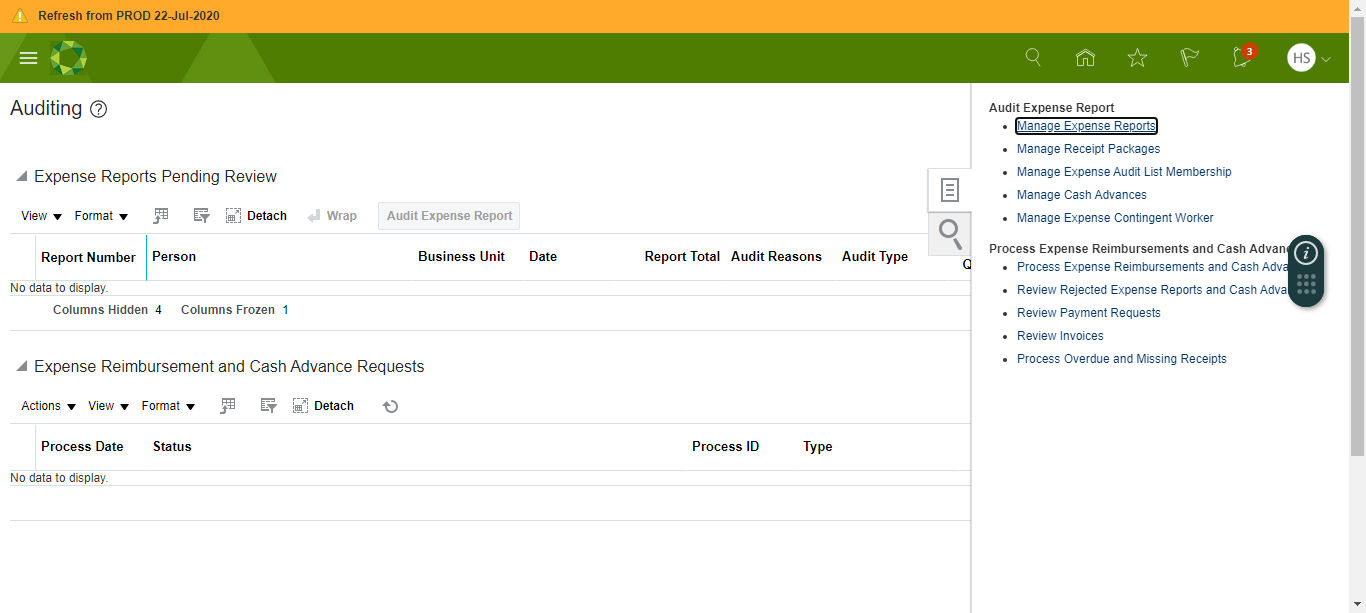 Refresh from PROD 22-Jul-2020
3
HS
Auditing
Expense Reports Pending Review
View Format Detach Wrap Audit Expense Report
Report Number Person Business Unit Date Report Total Audit Reasons Audit Type Q
No data to display.
Columns Hidden 4 Columns Frozen 1
Expense Reimbursement and Cash Advance Requests
Actions View Format Detach
Process Date Status Process ID Type
No data to display.
Audit Expense Report
Manage Expense Reports
Manage Receipt Packages
Manage Expense Audit List Membership
Manage Cash Advances
Manage Expense Contingent Worker
Process Expense Reimbursements and Cash Advan
Process Expense Reimbursements and Cash Adva
Review Rejected Expense Reports and Cash Adva
Review Payment Requests
Review Invoices
Process Overdue and Missing Receipts